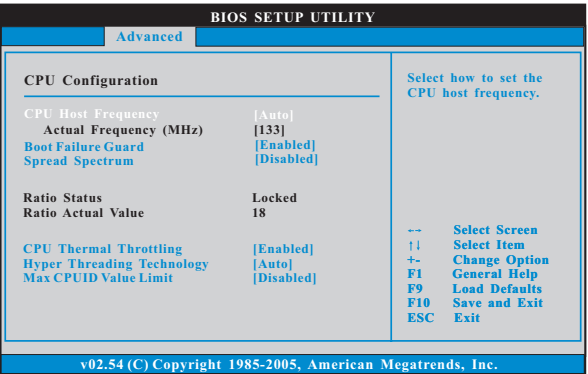 BIOS SETUP UTILITY
Advanced
CPU Configuration
CPU Host Frequency [Auto]
Actual Frequency (MHz) [133]
Boot Failure Guard [Enabled]
Spread Spectrum [Disabled]
Ratio Status Locked
Ratio Actual Value 18
CPU Thermal Throttling [Enabled]
Hyper Threading Technology [Auto]
Max CPUID Value Limit [Disabled]
Select how to set the
CPU host frequency.
←→ Select Screen
↑↓ Select Item
+- Change Option
F1 General Help
F9 Load Defaults
F10 Save and Exit
ESC Exit
v02.54 (C) Copyright 1985-2005, American Megatrends, Inc.